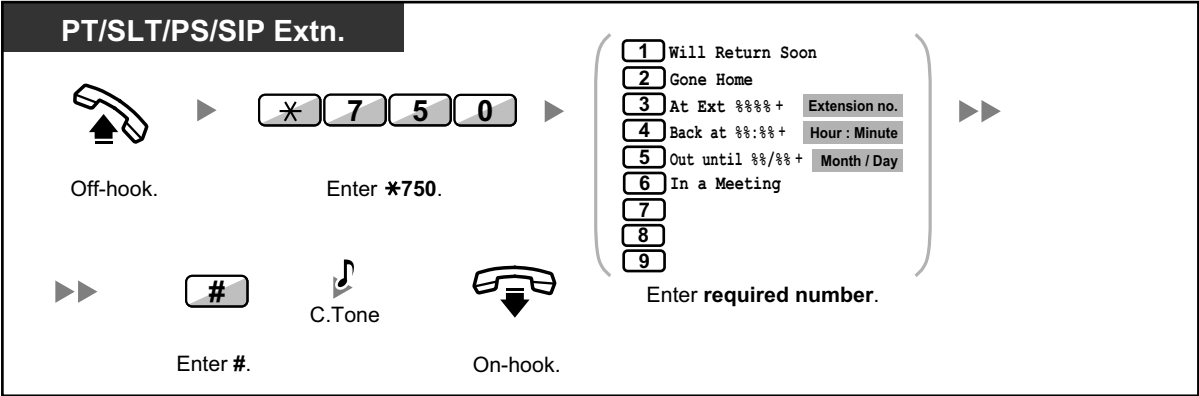 PT/SLT/PS/SIP Extn.
1 Will Return Soon
2 Gone Home
3 At Ext %%%% + Extension no.
4 Back at %%:%% + Hour : Minute
5 Out until %%/%% + Month / Day
6 In a Meeting
7
8
9
* 7 5 0
Off-hook.
Enter *750.
Enter required number.
#
C.Tone
Enter #.
On-hook.